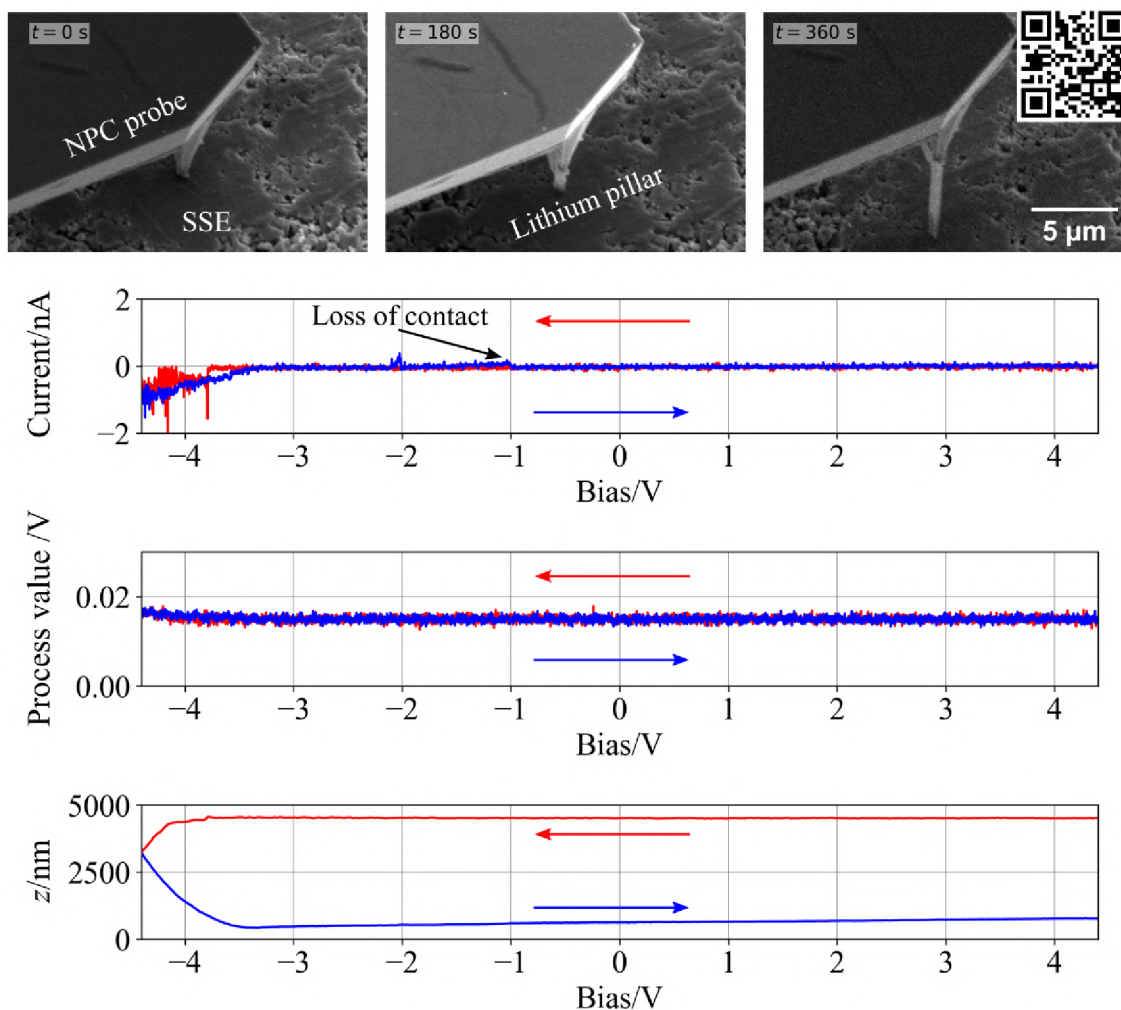 t = 0 s
t = 180 s
t = 360 s
NPC probe
SSE
Lithium pillar
5 µm
Current/nA
2
0
−2
Loss of contact
−4 −3 −2 −1 0 1 2 3 4
Bias/V
Process value /V
0.02
0.00
−4 −3 −2 −1 0 1 2 3 4
Bias/V
z/nm
5000
2500
0
−4 −3 −2 −1 0 1 2 3 4
Bias/V